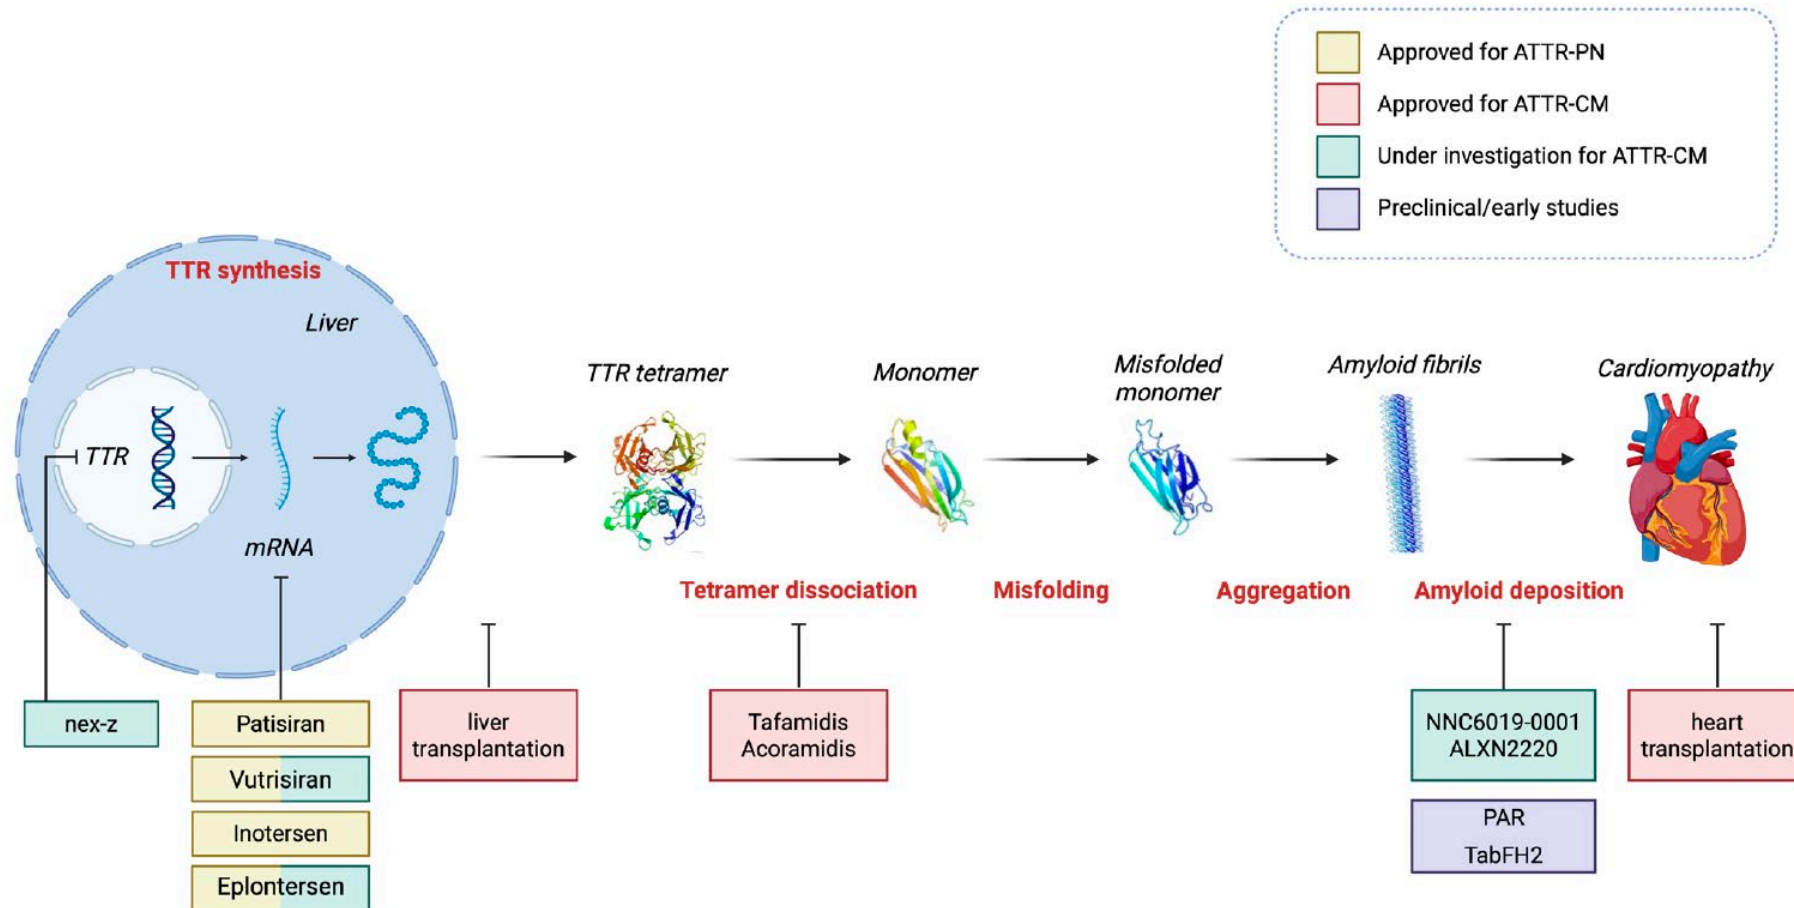 Approved for ATTR-PN
Approved for ATTR-CM
Under investigation for ATTR-CM
Preclinical/early studies
TTR synthesis
Liver
TTR
mRNA
TTR tetramer
Monomer
Misfolded
monomer
Amyloid fibrils
Cardiomyopathy
Tetramer dissociation
Misfolding
Aggregation
Amyloid deposition
nex-z
Patisiran
Vutrisiran
Inotersen
Eplontersen
liver
transplantation
Tafamidis
Acoramidis
NNC6019-0001
ALXN2220
PAR
TabFH2
heart
transplantation